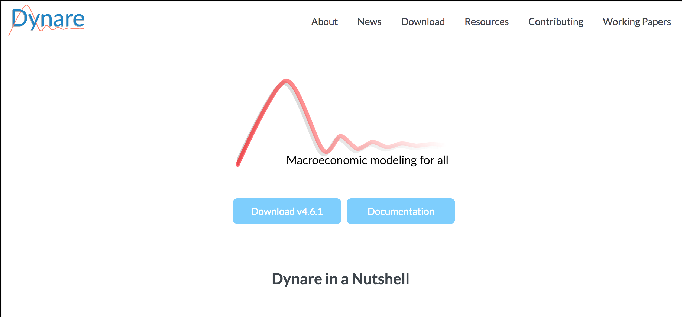 Dynare
About News Download Resources Contributing Working Papers
Macroeconomic modeling for all
Download v4.6.1 Documentation
Dynare in a Nutshell